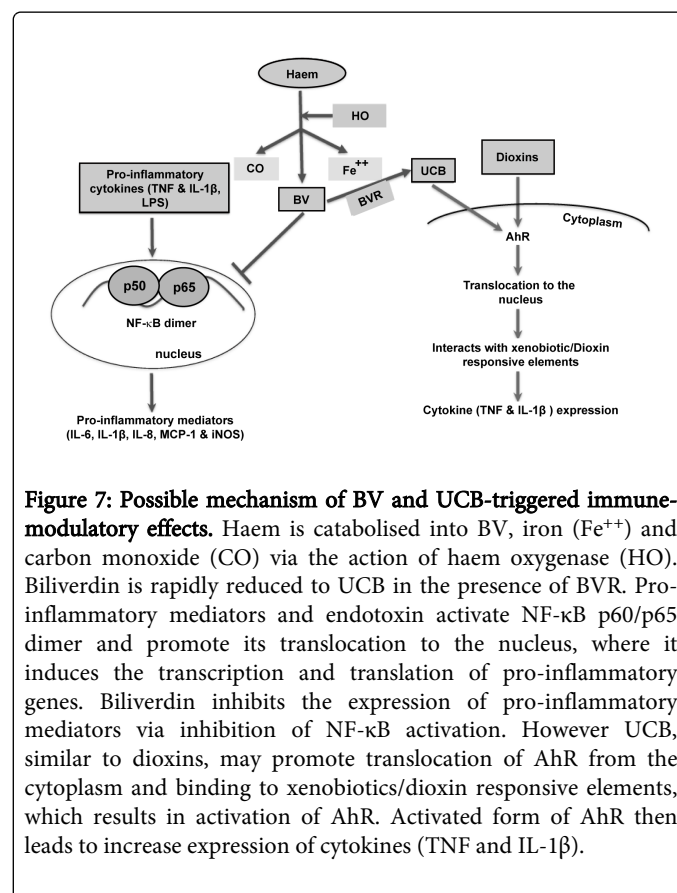 Haem
HO
CO
Fe++
Pro-inflammatory
cytokines (TNF & IL-1β,
LPS)
BV
BVR
UCB
Dioxins
Cytoplasm
AhR
p50
p65
NF-κB dimer
nucleus
Translocation to the
nucleus
Interacts with xenobiotic/Dioxin
responsive elements
Cytokine (TNF & IL-1β ) expression
Pro-inflammatory mediators
(IL-6, IL-1β, IL-8, MCP-1 & iNOS)
Figure 7: Possible mechanism of BV and UCB-triggered immune-
modulatory effects. Haem is catabolised into BV, iron (Fe++) and
carbon monoxide (CO) via the action of haem oxygenase (HO).
Biliverdin is rapidly reduced to UCB in the presence of BVR. Pro-
inflammatory mediators and endotoxin activate NF-κB p60/p65
dimer and promote its translocation to the nucleus, where it
induces the transcription and translation of pro-inflammatory
genes. Biliverdin inhibits the expression of pro-inflammatory
mediators via inhibition of NF-κB activation. However UCB,
similar to dioxins, may promote translocation of AhR from the
cytoplasm and binding to xenobiotics/dioxin responsive elements,
which results in activation of AhR. Activated form of AhR then
leads to increase expression of cytokines (TNF and IL-1β).